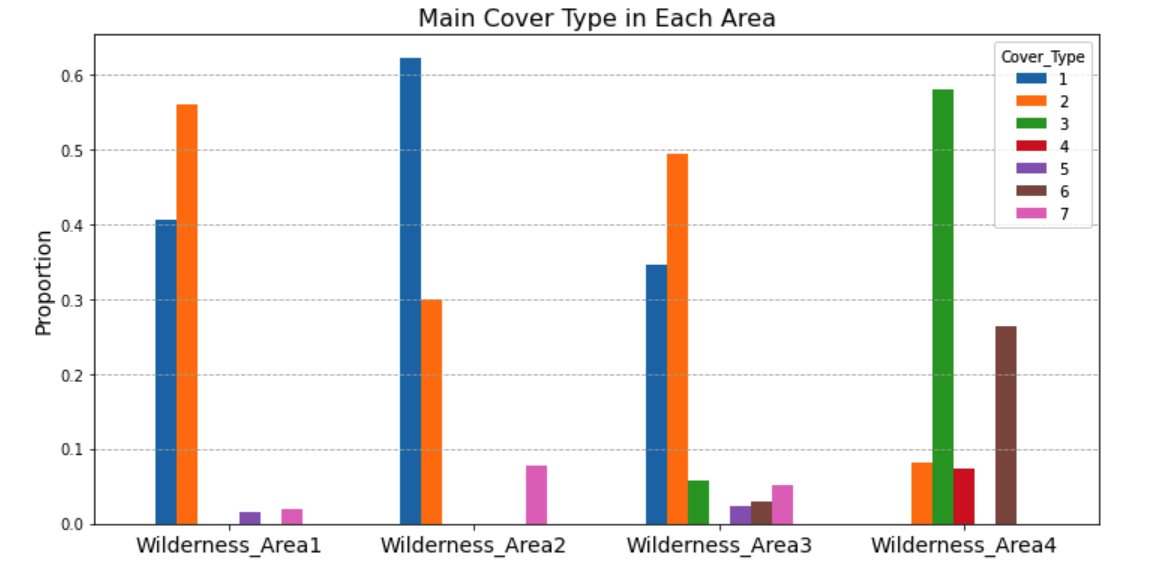 Main Cover Type in Each Area
Proportion
0.6
0.5
0.4
0.3
0.2
0.1
0.0
Cover_Type
1
2
3
4
5
6
7
Wilderness_Area1
Wilderness_Area2
Wilderness_Area3
Wilderness_Area4